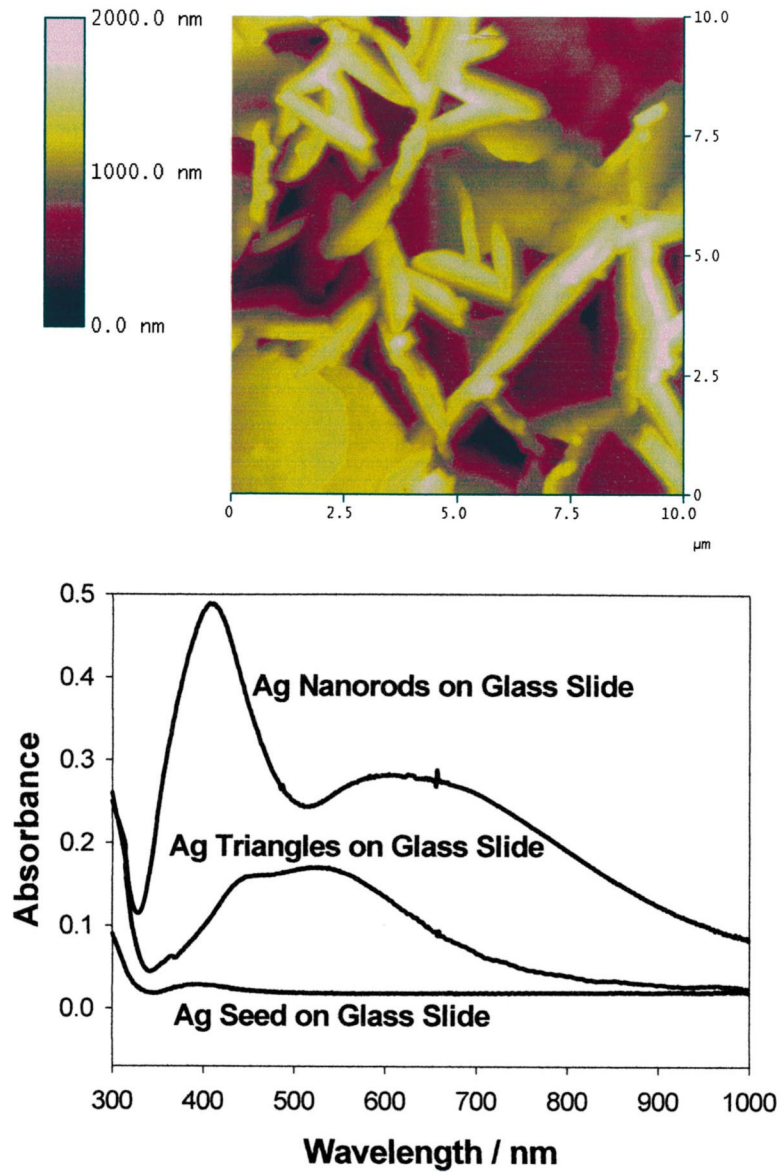 2000.0 nm
1000.0 nm
0.0 nm
10.0
7.5
5.0
2.5
0
0
2.5
5.0
7.5
10.0
µm
0.5
0.4
0.3
0.2
0.1
0.0
Absorbance
Ag Nanorods on Glass Slide
Ag Triangles on Glass Slide
Ag Seed on Glass Slide
300
400
500
600
700
800
900
1000
Wavelength / nm